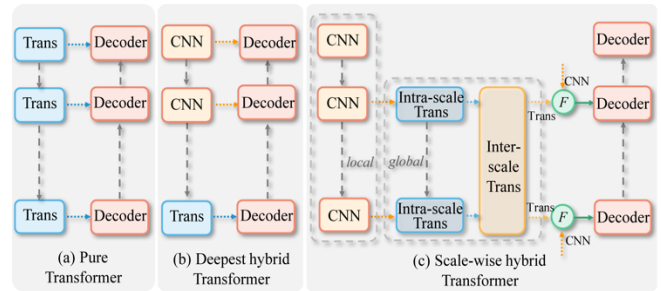 Trans
Decoder
Trans
Decoder
Trans
Decoder
(a) Pure
Transformer
CNN
Decoder
CNN
Decoder
Trans
Decoder
(b) Deepest hybrid
Transformer
CNN
Decoder
CNN
CNN
Intra-scale
Trans
Trans
F
Decoder
Inter-
scale
Trans
local
global
CNN
Intra-scale
Trans
Trans
F
Decoder
CNN
(c) Scale-wise hybrid
Transformer